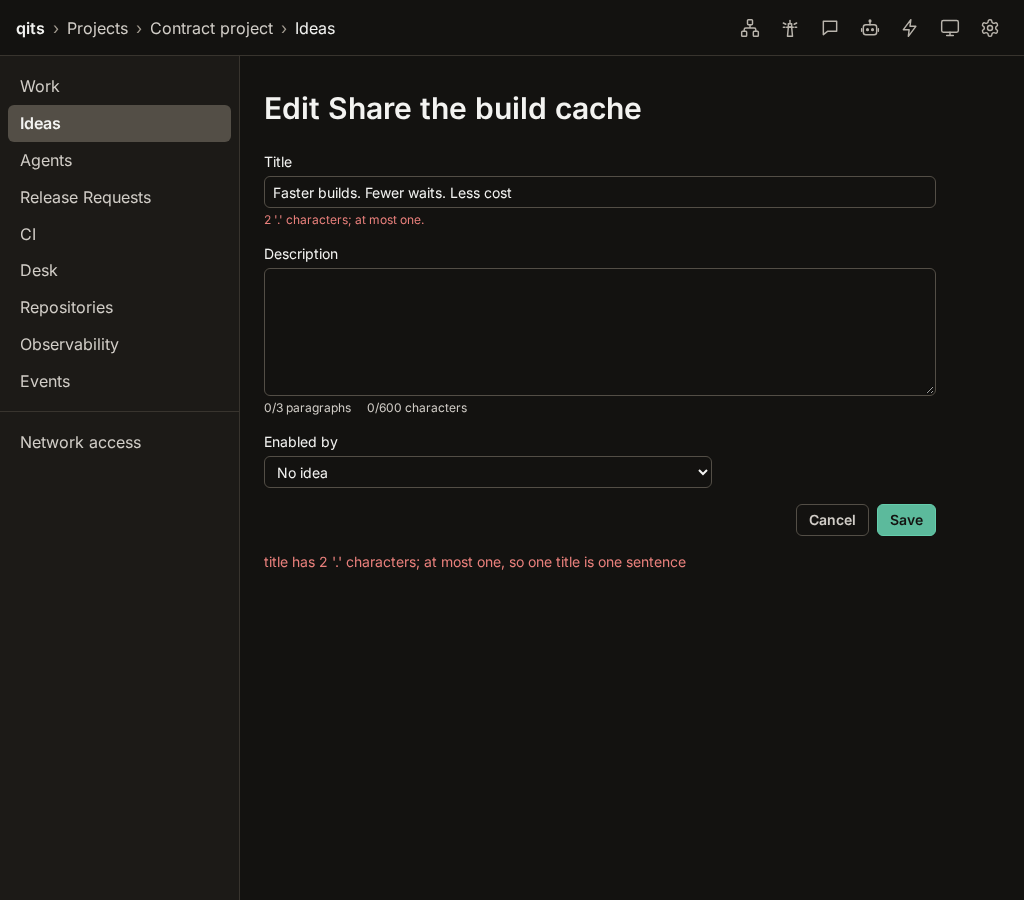 qits › Projects › Contract project › Ideas
Work
Ideas
Agents
Release Requests
CI
Desk
Repositories
Observability
Events
Network access
Edit Share the build cache
Title
Faster builds. Fewer waits. Less cost
2 '.' characters; at most one.
Description
0/3 paragraphs 0/600 characters
Enabled by
No idea
Cancel Save
title has 2 '.' characters; at most one, so one title is one sentence